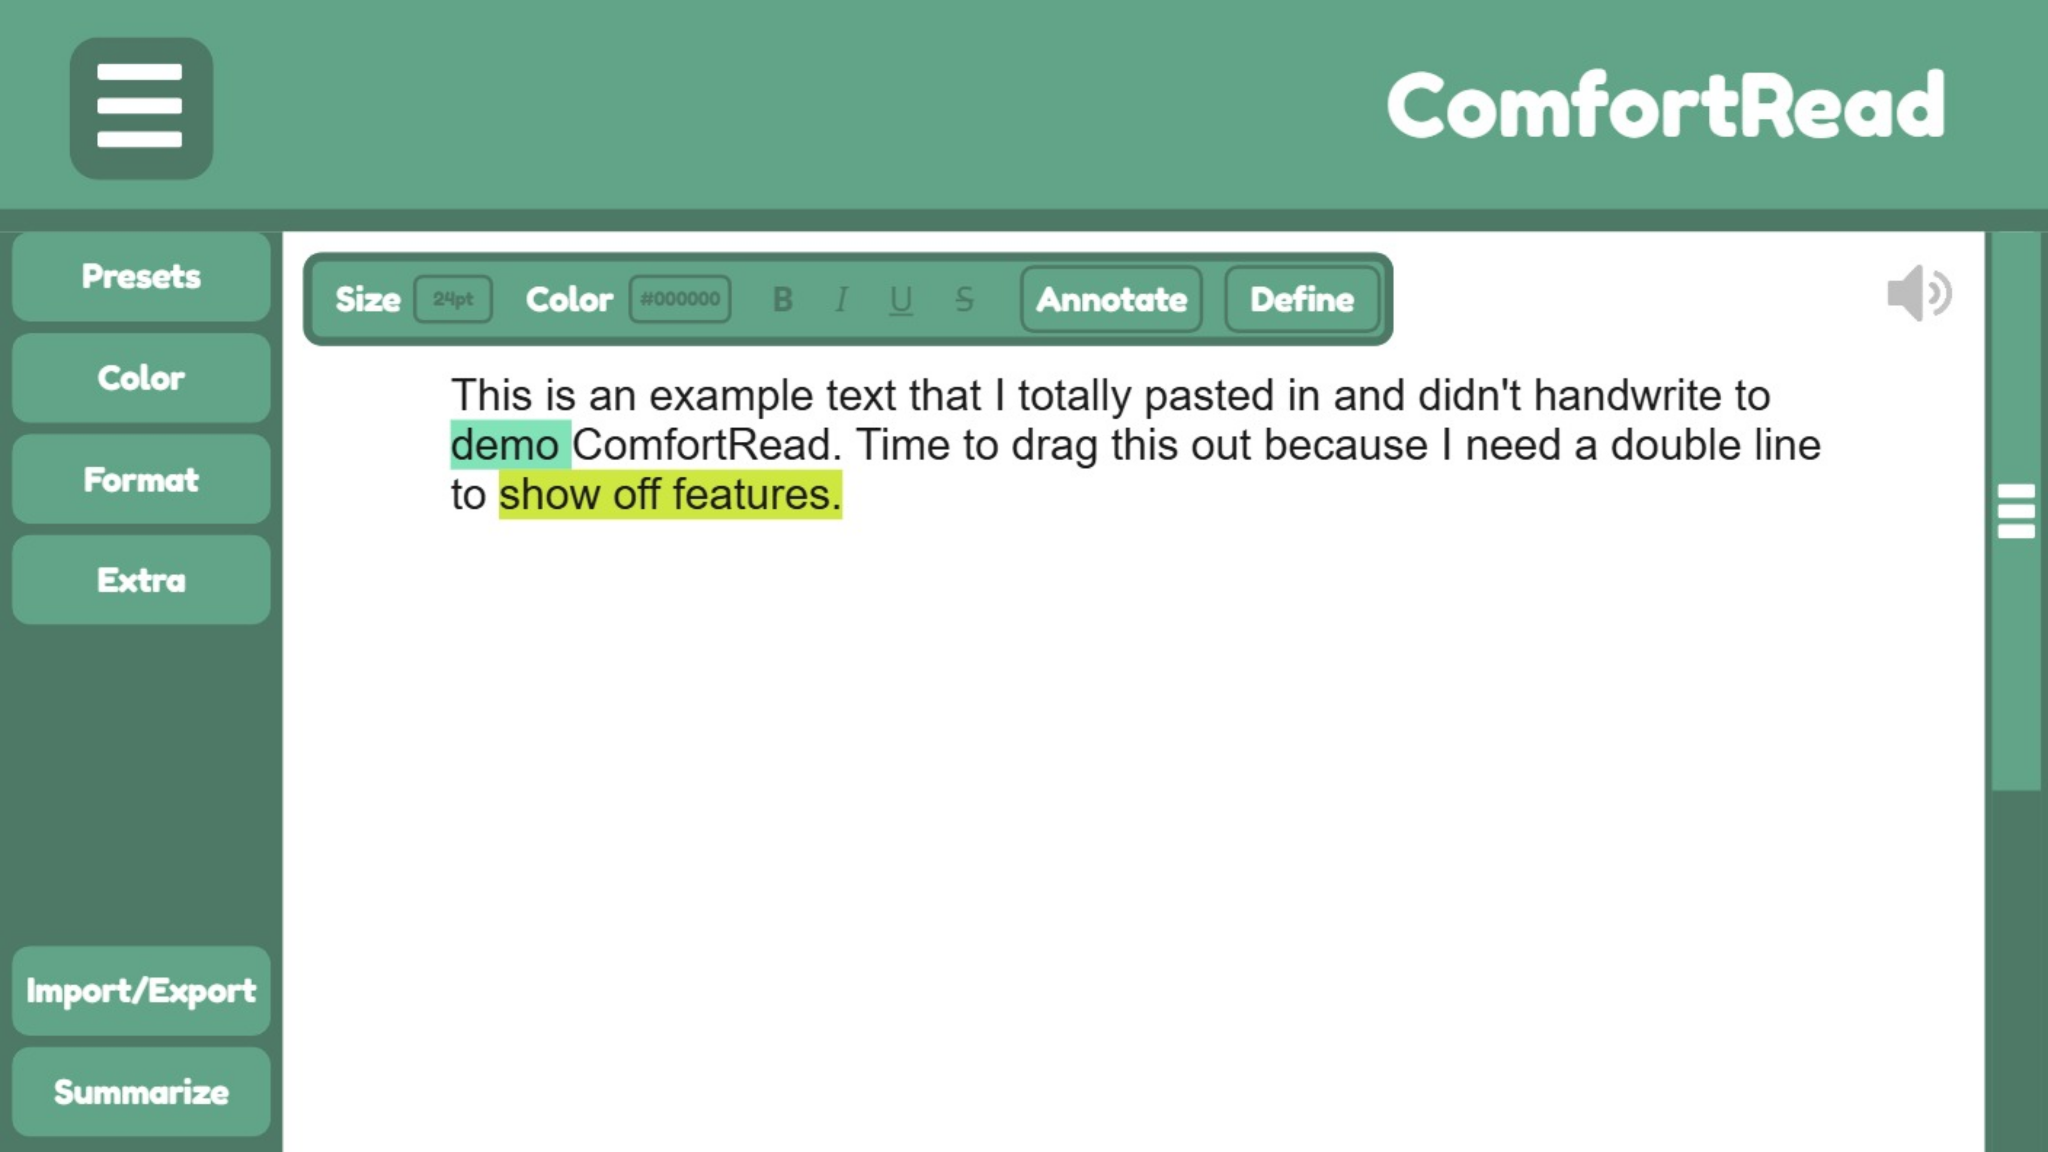 ComfortRead
Presets
Color
Format
Extra
Import/Export
Summarize
Size 24pt Color #000000 B I U S Annotate Define
This is an example text that I totally pasted in and didn't handwrite to
demo ComfortRead. Time to drag this out because I need a double line
to show off features.